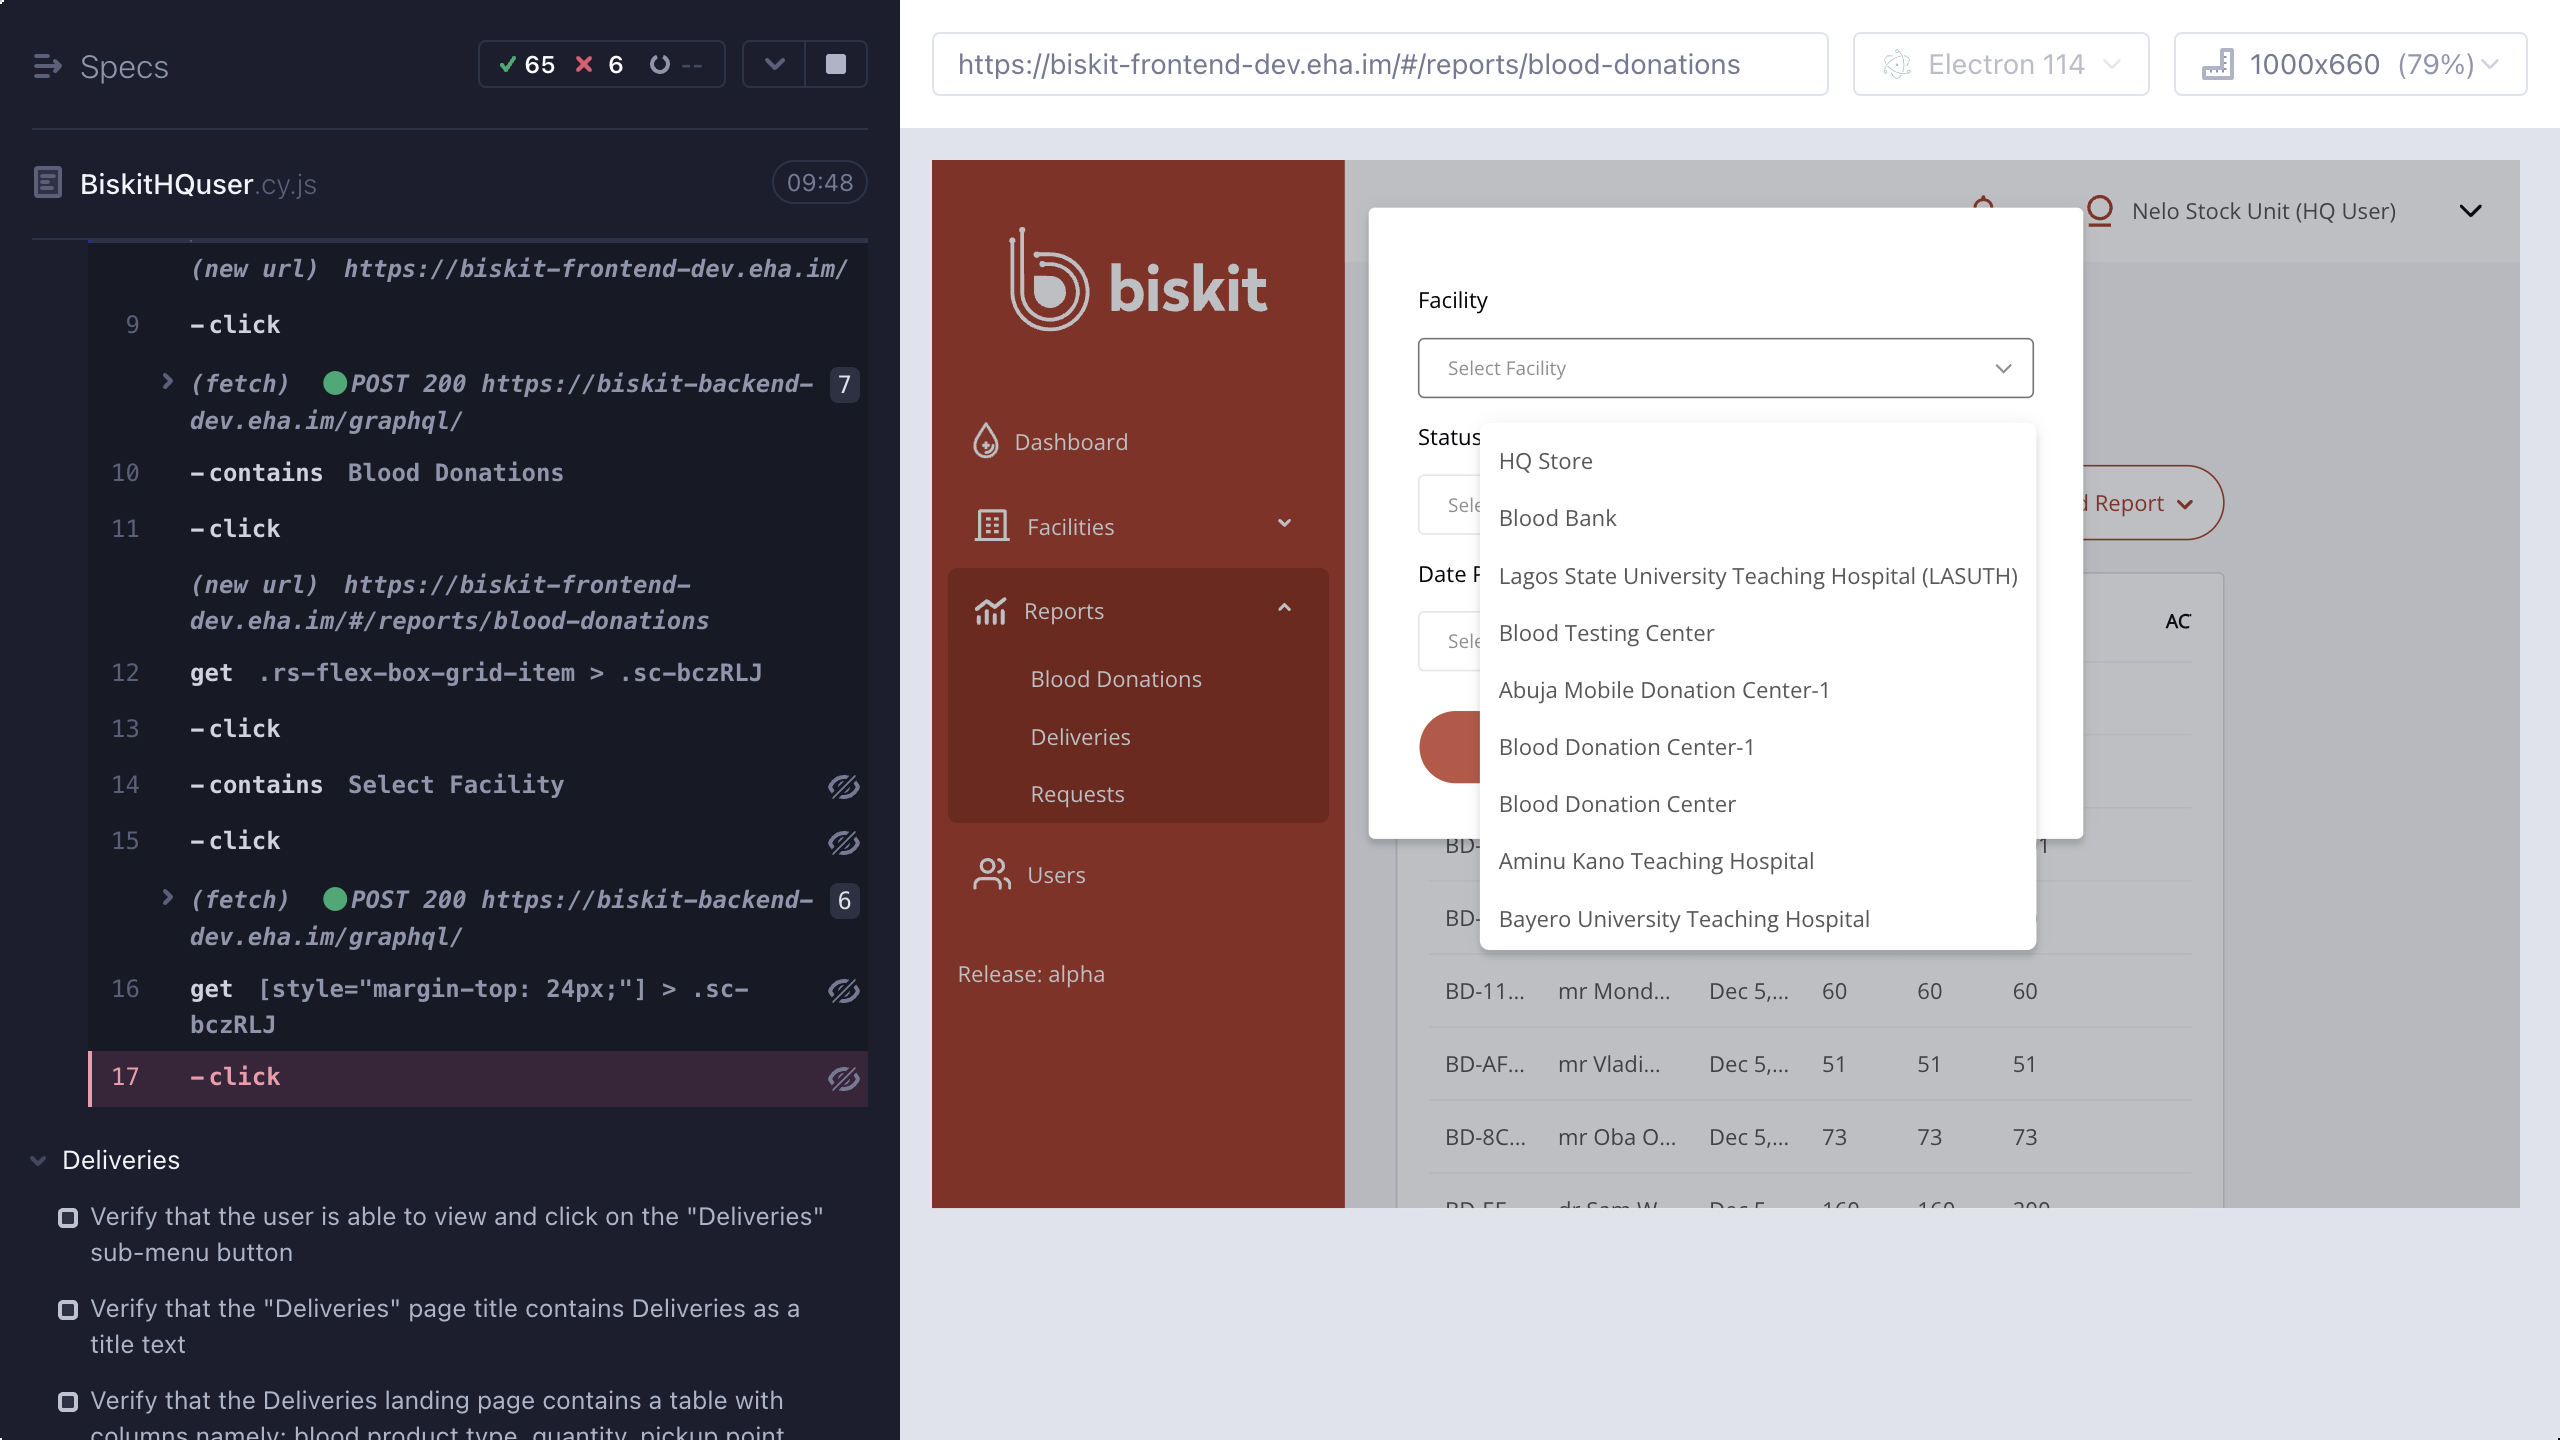 Specs
65
6
--
BiskitHQuser.cy.js
09:48
(new url) https://biskit-frontend-dev.eha.im/
9 -click
(fetch) POST 200 https://biskit-backend-
7
dev.eha.im/graphql/
10 -contains Blood Donations
11 -click
(new url) https://biskit-frontend-
dev.eha.im/#/reports/blood-donations
12 get .rs-flex-box-grid-item > .sc-bczRLJ
13 -click
14 -contains Select Facility
15 -click
(fetch) POST 200 https://biskit-backend-
6
dev.eha.im/graphql/
16 get [style="margin-top: 24px;"] > .sc-
bczRLJ
17 -click
Deliveries
Verify that the user is able to view and click on the "Deliveries"
sub-menu button
Verify that the "Deliveries" page title contains Deliveries as a
title text
Verify that the Deliveries landing page contains a table with
columns namely: blood product type, quantity, pickup point
https://biskit-frontend-dev.eha.im/#/reports/blood-donations
Electron 114
1000x660 (79%)
biskit
Dashboard
Facilities
Reports
Blood Donations
Deliveries
Requests
Users
Release: alpha
Nelo Stock Unit (HQ User)
Facility
Select Facility
Status
Date
HQ Store
Blood Bank
Lagos State University Teaching Hospital (LASUTH)
Blood Testing Center
Abuja Mobile Donation Center-1
Blood Donation Center-1
Blood Donation Center
Aminu Kano Teaching Hospital
Bayero University Teaching Hospital
Report
BD-11... mr Mond... Dec 5,... 60 60 60
BD-AF... mr Vladi... Dec 5,... 51 51 51
BD-8C... mr Oba O... Dec 5,... 73 73 73